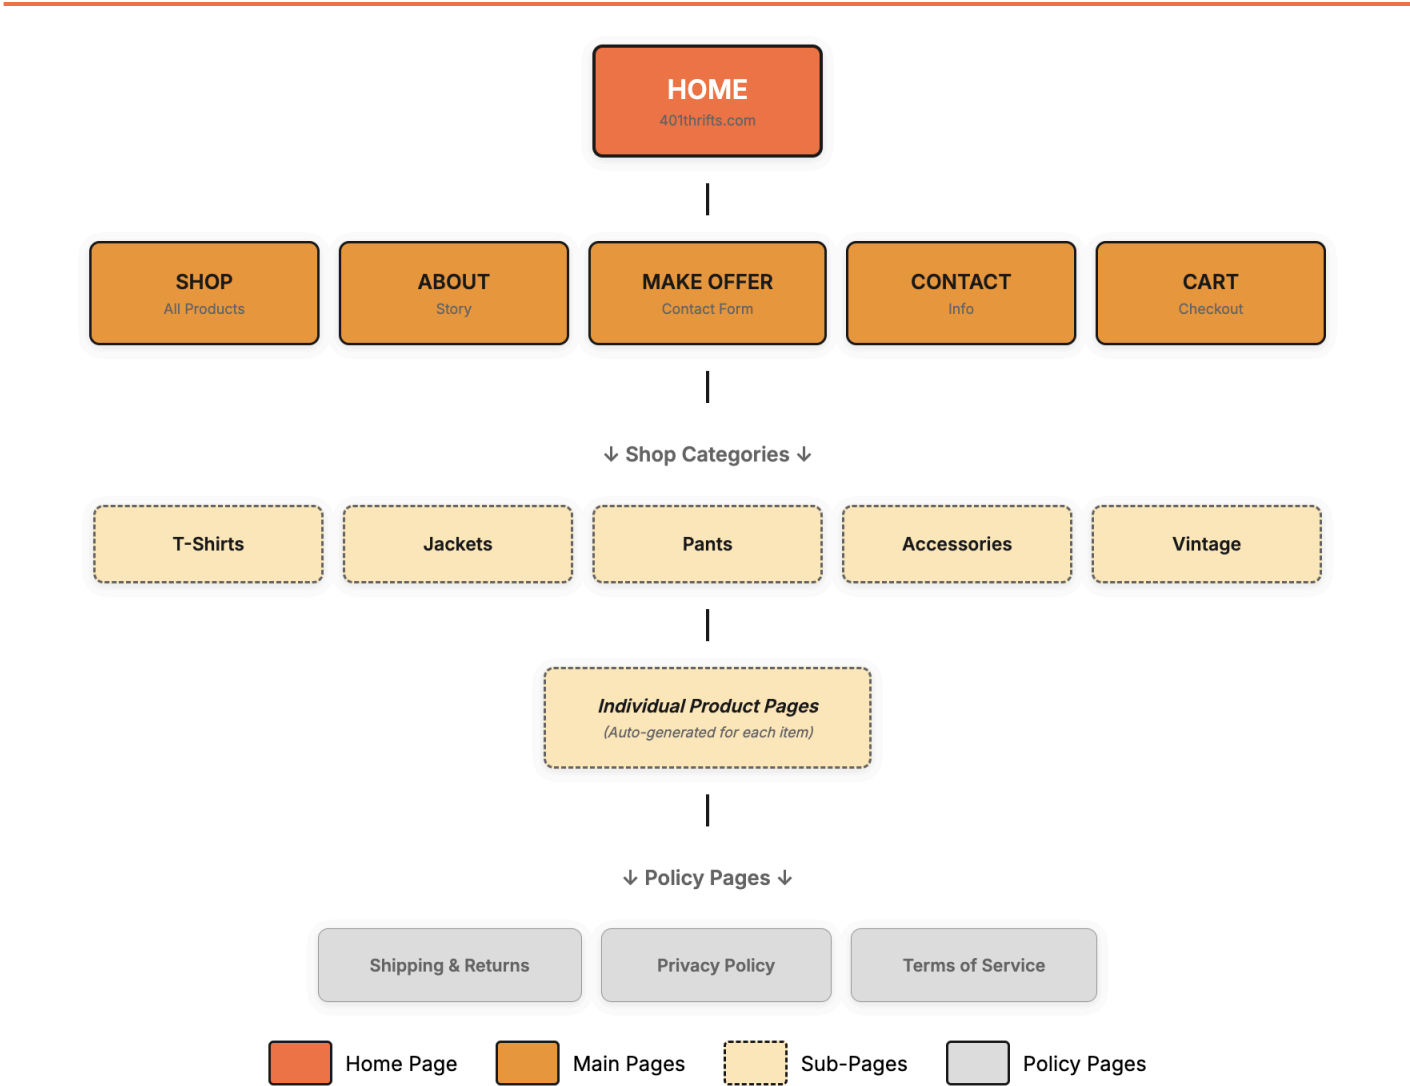 HOME
401thrifts.com
SHOP
All Products
ABOUT
Story
MAKE OFFER
Contact Form
CONTACT
Info
CART
Checkout
↓ Shop Categories ↓
T-Shirts
Jackets
Pants
Accessories
Vintage
Individual Product Pages
(Auto-generated for each item)
↓ Policy Pages ↓
Shipping & Returns
Privacy Policy
Terms of Service
Home Page
Main Pages
Sub-Pages
Policy Pages